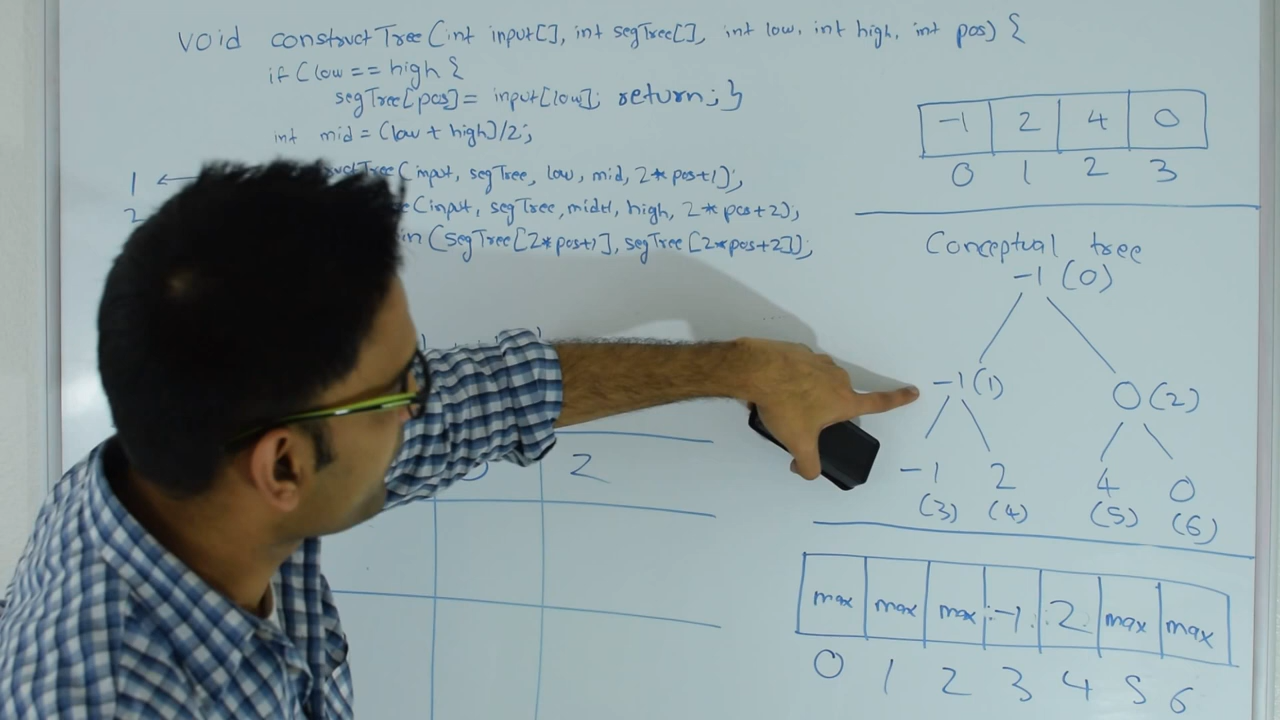 void constructTree(int input[], int segTree[], int low, int high, int pos) {
if(low == high {
segTree[pos] = input[low]; return; }
int mid = (low + high)/2;
(input, segTree, low, mid, 2*pos+1);
(input, segTree, mid+1, high, 2*pos+2);
(segTree[2*pos+1], segTree[2*pos+2]);
1 ←
2
2
-1 2 4 0
0 1 2 3
Conceptual tree
-1 (0)
-1 (1) 0 (2)
-1 2 4 0
(3) (4) (5) (6)
max max max -1 2 max max
0 1 2 3 4 5 6